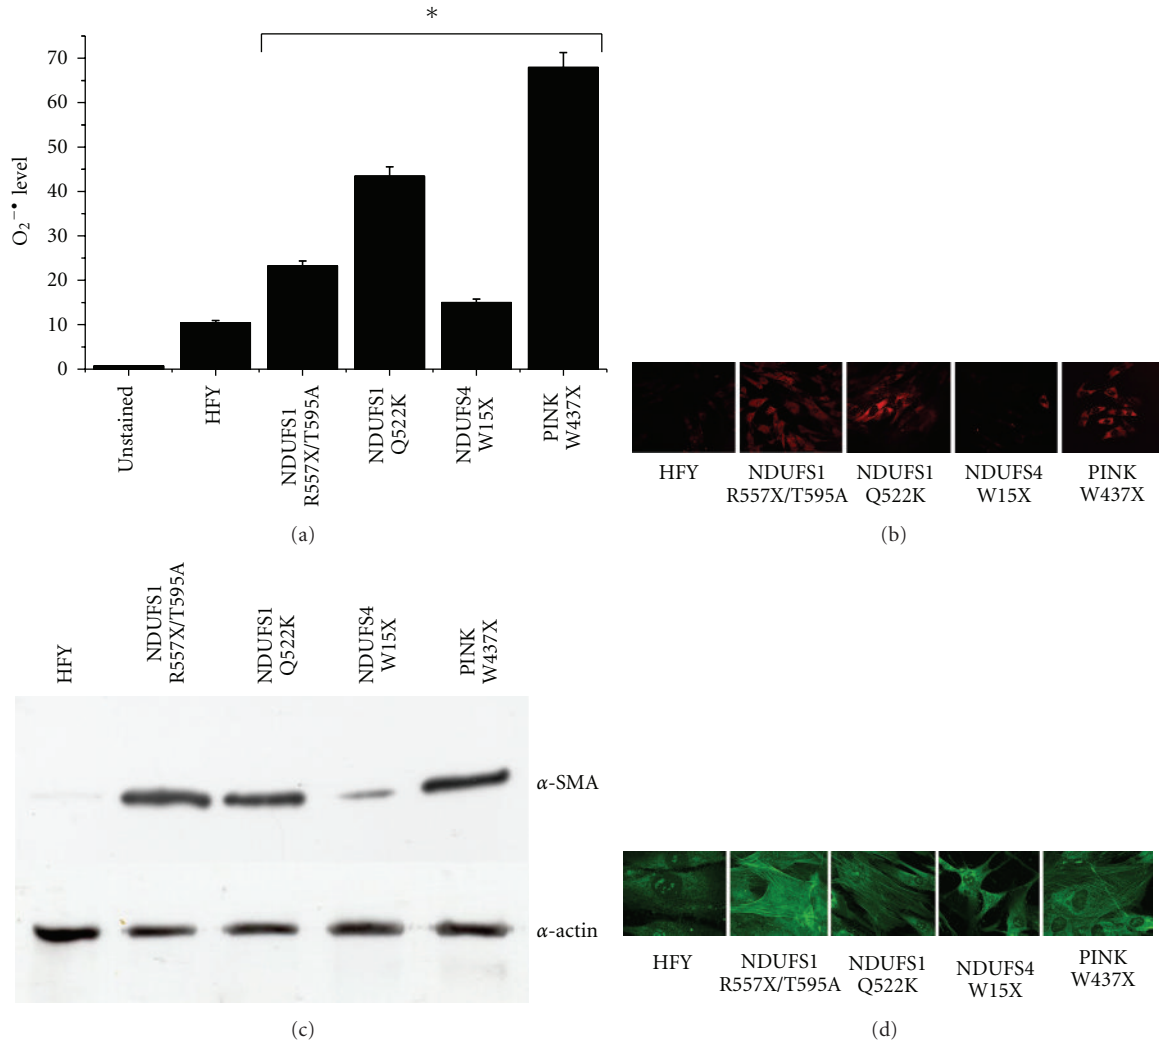 *
70
60
50
40
30
20
10
0
O₂⁻• level
Unstained
HFY
NDUFS1
R557X/T595A
NDUFS1
Q522K
NDUFS4
W15X
PINK
W437X
(a)
HFY
NDUFS1
R557X/T595A
NDUFS1
Q522K
NDUFS4
W15X
PINK
W437X
(b)
HFY
NDUFS1
R557X/T595A
NDUFS1
Q522K
NDUFS4
W15X
PINK
W437X
α-SMA
α-actin
(c)
HFY
NDUFS1
R557X/T595A
NDUFS1
Q522K
NDUFS4
W15X
PINK
W437X
(d)